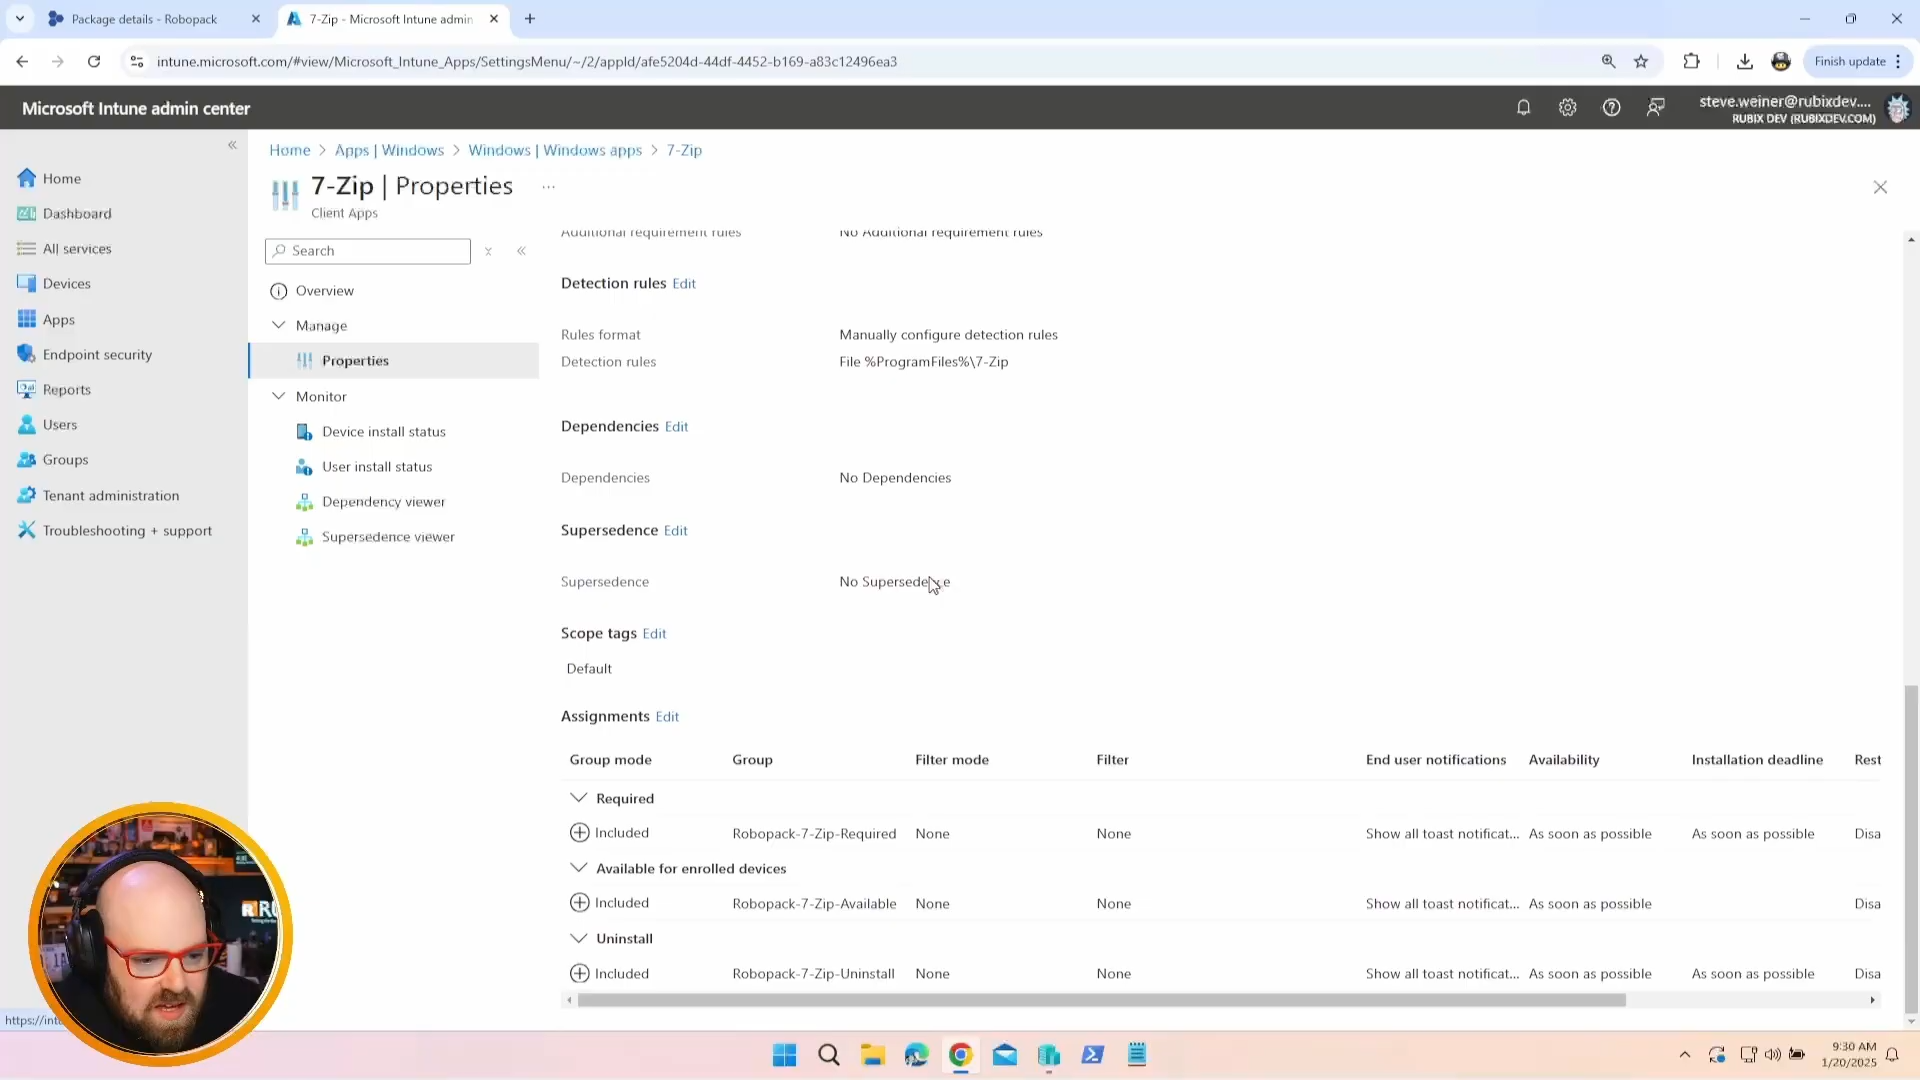 Package details - Robopack
7-Zip - Microsoft Intune admin
intune.microsoft.com/#view/Microsoft_Intune_Apps/SettingsMenu/~/2/appId/afe5204d-44df-4452-b169-a83c12496ea3
Finish update
Microsoft Intune admin center
steve.weiner@rubixdev....
RUBIX DEV (RUBIXDEV.COM)
Home
Dashboard
All services
Devices
Apps
Endpoint security
Reports
Users
Groups
Tenant administration
Troubleshooting + support
Home > Apps | Windows > Windows | Windows apps > 7-Zip
7-Zip | Properties ...
Client Apps
Search
Overview
Manage
Properties
Monitor
Device install status
User install status
Dependency viewer
Supersedence viewer
Additional requirement rules No Additional requirement rules
Detection rules Edit
Rules format Manually configure detection rules
Detection rules File %ProgramFiles%\7-Zip
Dependencies Edit
Dependencies No Dependencies
Supersedence Edit
Supersedence No Supersedence
Scope tags Edit
Default
Assignments Edit
Group mode Group Filter mode Filter End user notifications Availability Installation deadline Rest
Required
Included Robopack-7-Zip-Required None None Show all toast notificat... As soon as possible As soon as possible Disa
Available for enrolled devices
Included Robopack-7-Zip-Available None None Show all toast notificat... As soon as possible Disa
Uninstall
Included Robopack-7-Zip-Uninstall None None Show all toast notificat... As soon as possible As soon as possible Disa
https://int
9:30 AM
1/20/2025